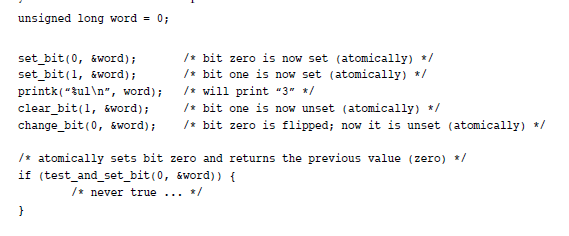 unsigned long word = 0;
set_bit(0, &word); /* bit zero is now set (atomically) */
set_bit(1, &word); /* bit one is now set (atomically) */
printk(“%ul\n”, word); /* will print “3” */
clear_bit(1, &word); /* bit one is now unset (atomically) */
change_bit(0, &word); /* bit zero is flipped; now it is unset (atomically) */
/* atomically sets bit zero and returns the previous value (zero) */
if (test_and_set_bit(0, &word)) {
/* never true ... */
}